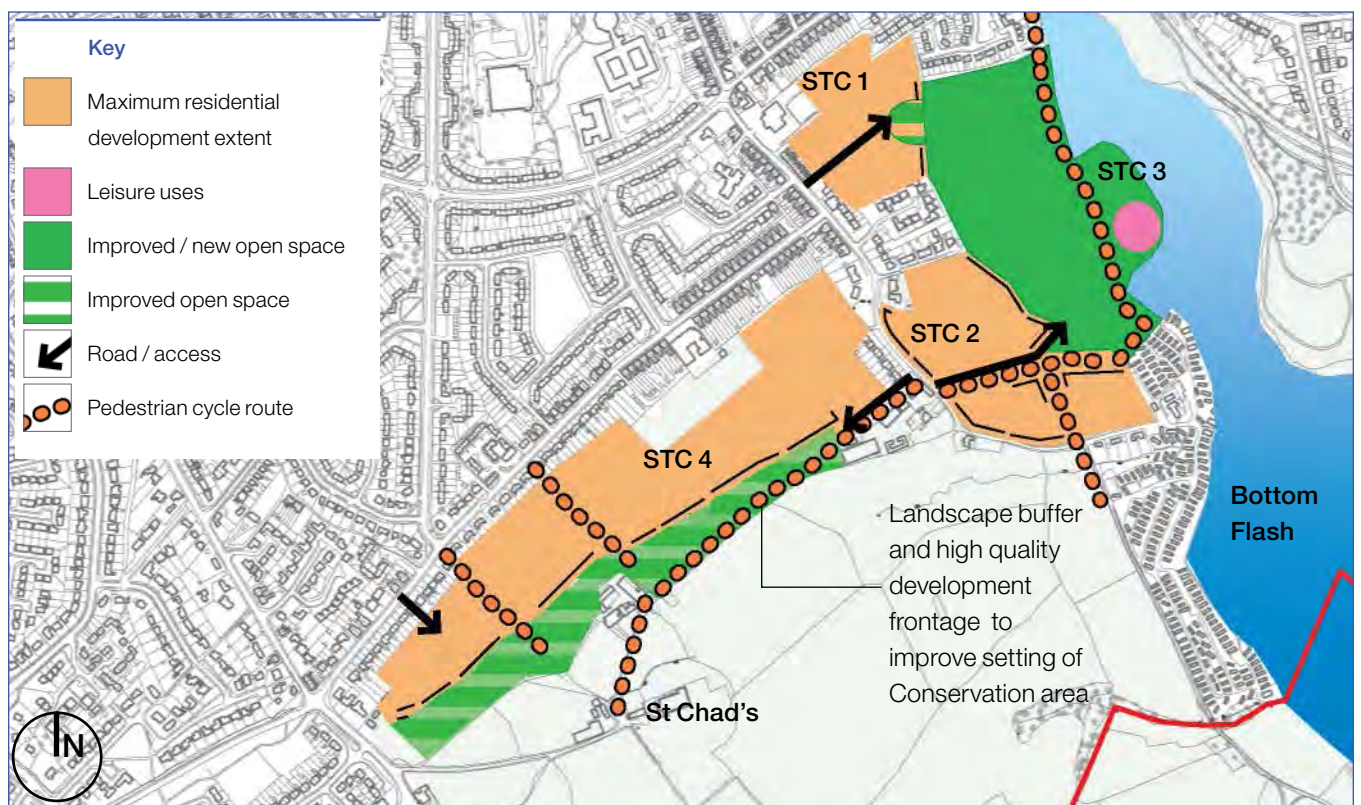 Key
Maximum residential
development extent
Leisure uses
Improved / new open space
Improved open space
Road / access
Pedestrian cycle route
STC 1
STC 3
STC 2
STC 4
Bottom
Flash
Landscape buffer
and high quality
development
frontage to
improve setting of
Conservation area
St Chad's
N